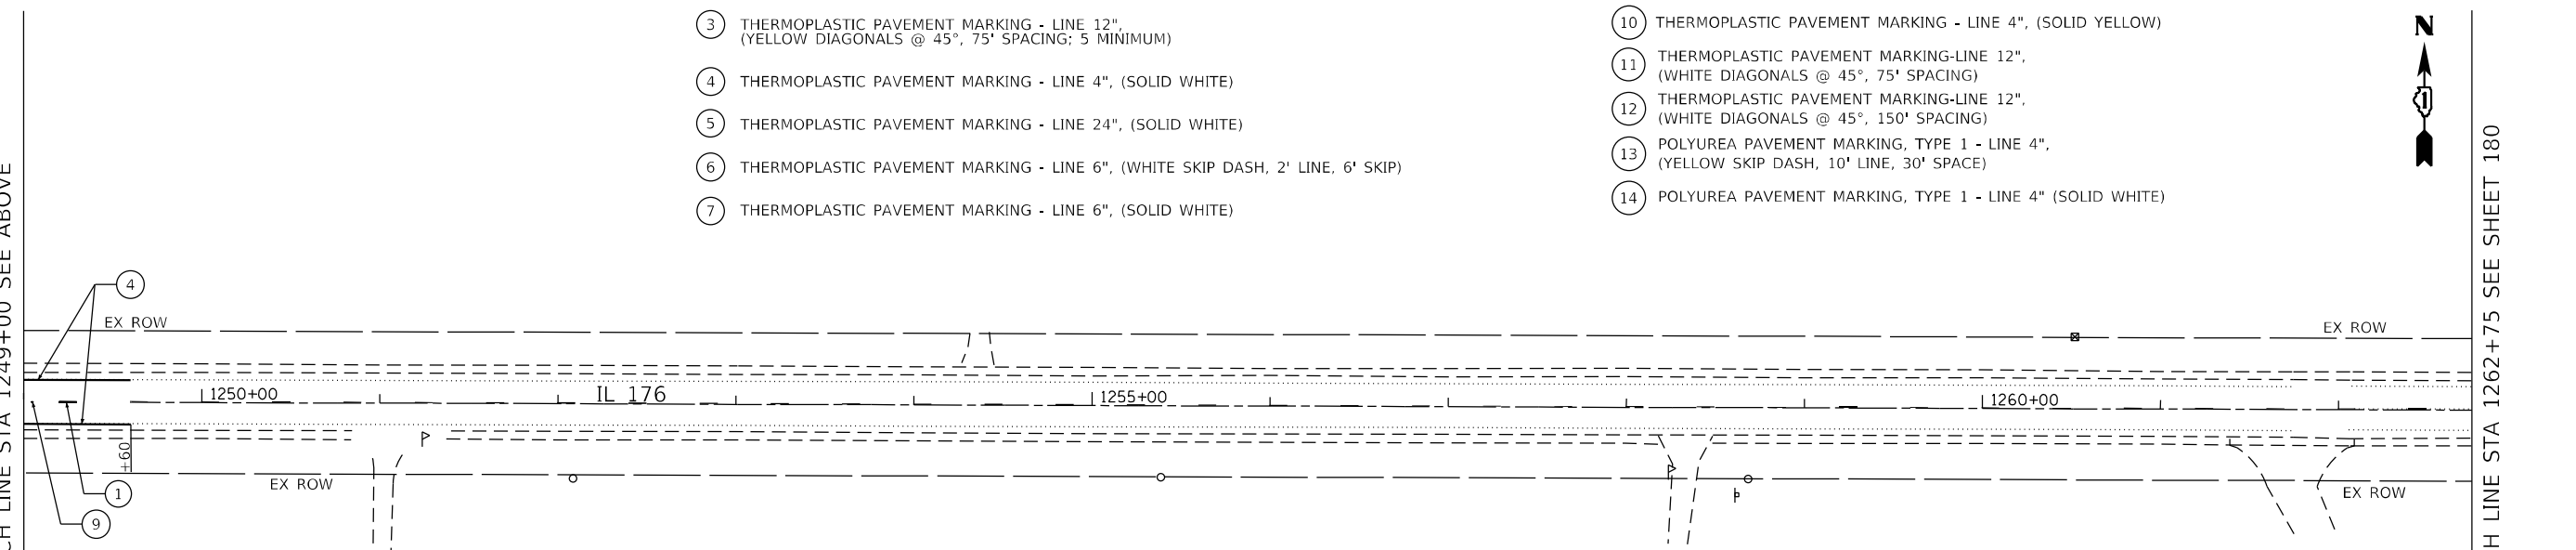 3 THERMOPLASTIC PAVEMENT MARKING - LINE 12",
(YELLOW DIAGONALS @ 45°, 75' SPACING; 5 MINIMUM)
4 THERMOPLASTIC PAVEMENT MARKING - LINE 4", (SOLID WHITE)
5 THERMOPLASTIC PAVEMENT MARKING - LINE 24", (SOLID WHITE)
6 THERMOPLASTIC PAVEMENT MARKING - LINE 6", (WHITE SKIP DASH, 2' LINE, 6' SKIP)
7 THERMOPLASTIC PAVEMENT MARKING - LINE 6", (SOLID WHITE)
10 THERMOPLASTIC PAVEMENT MARKING - LINE 4", (SOLID YELLOW)
11 THERMOPLASTIC PAVEMENT MARKING-LINE 12",
(WHITE DIAGONALS @ 45°, 75' SPACING)
12 THERMOPLASTIC PAVEMENT MARKING-LINE 12",
(WHITE DIAGONALS @ 45°, 150' SPACING)
13 POLYUREA PAVEMENT MARKING, TYPE 1 - LINE 4",
(YELLOW SKIP DASH, 10' LINE, 30' SPACE)
14 POLYUREA PAVEMENT MARKING, TYPE 1 - LINE 4" (SOLID WHITE)
N
1
CH LINE STA 1249+00 SEE ABOVE
4
EX ROW
EX ROW
1250+00
IL 176
1255+00
1260+00
+60
EX ROW
1
9
EX ROW
H LINE STA 1262+75 SEE SHEET 180